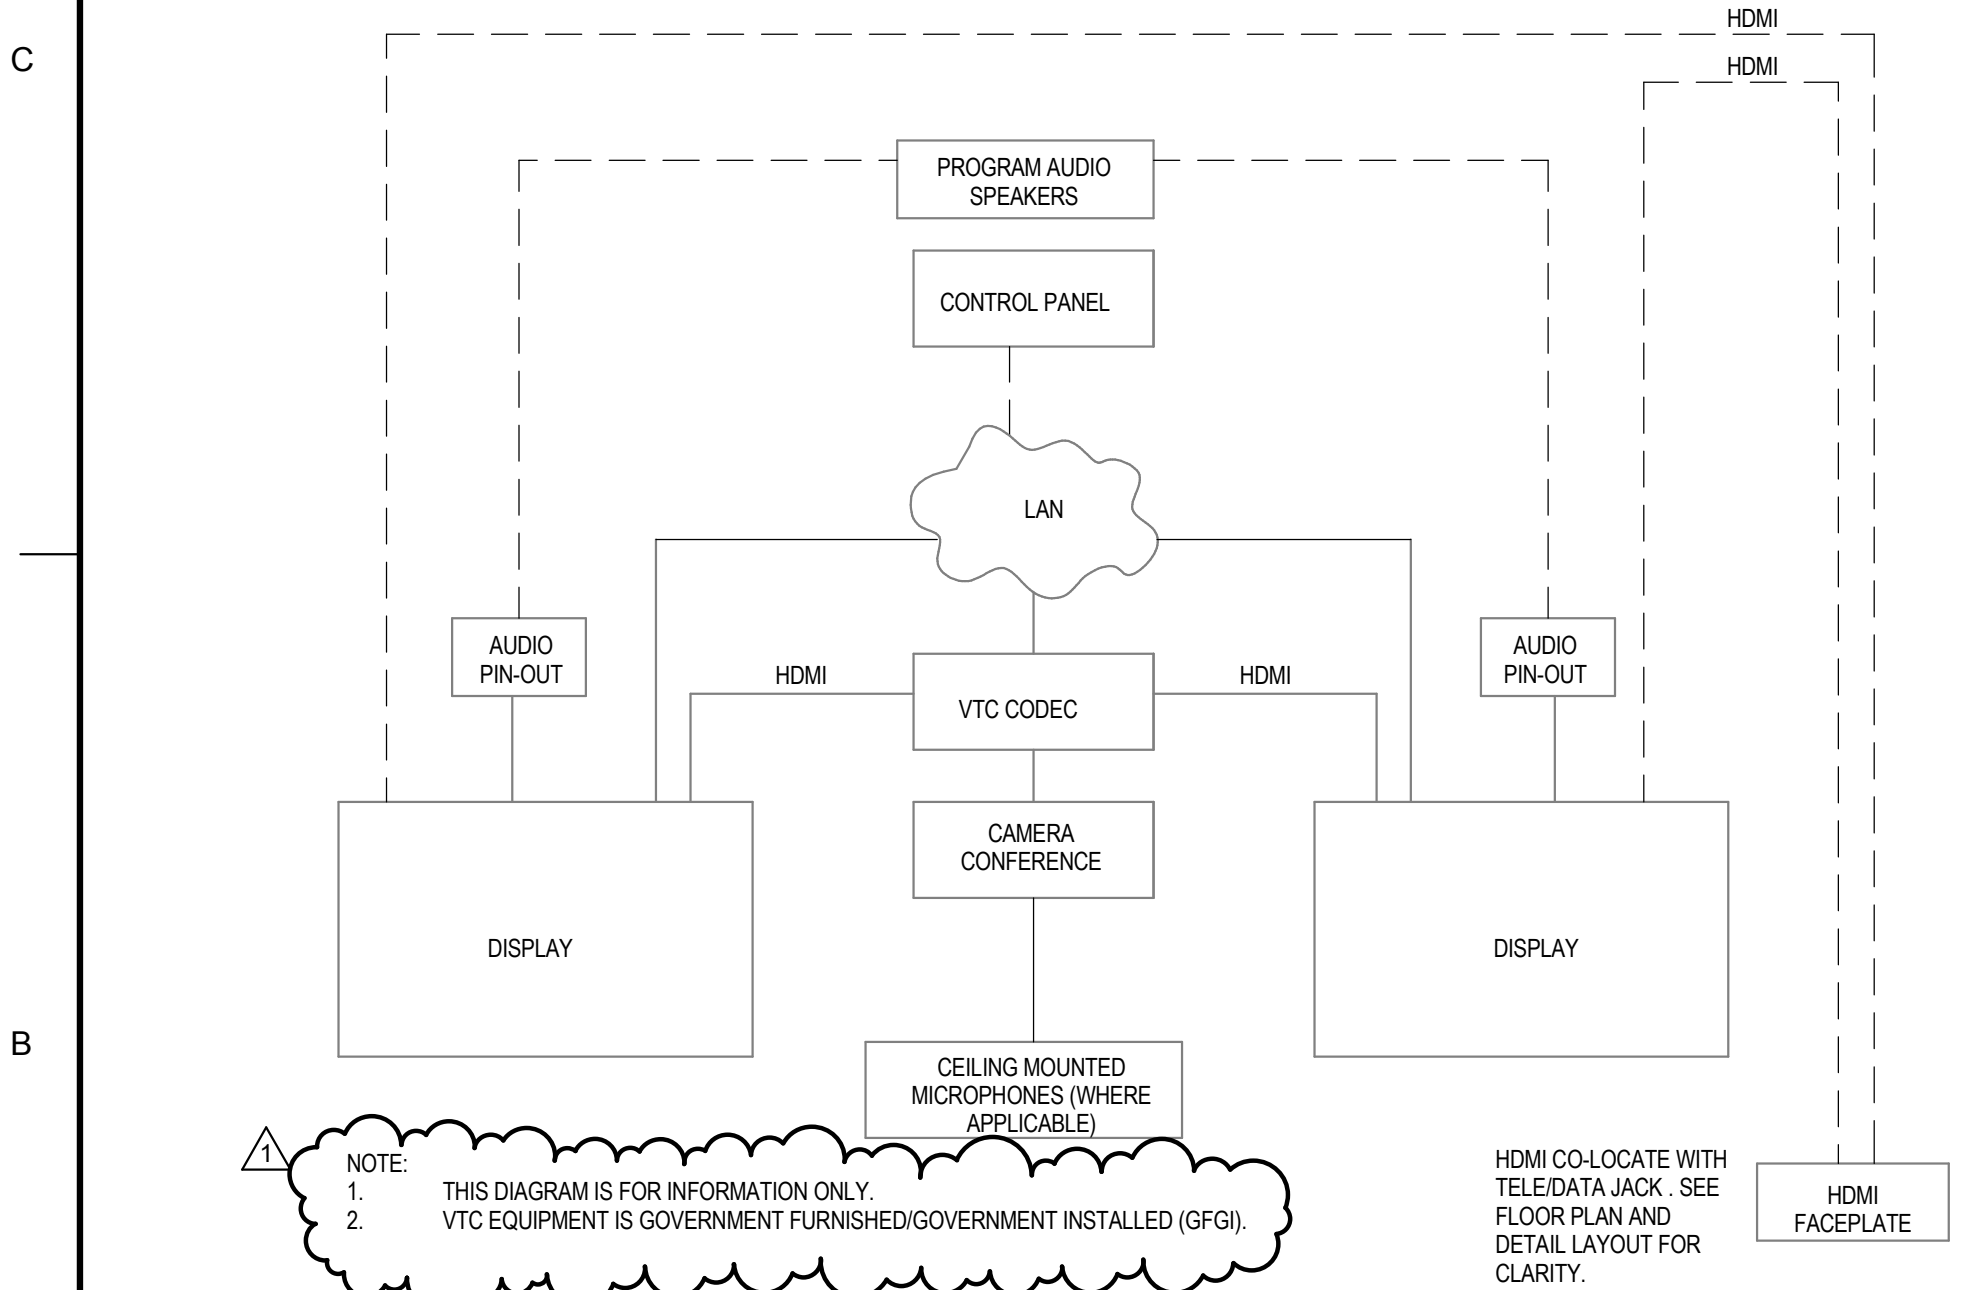 HDMI
C
HDMI
PROGRAM AUDIO
SPEAKERS
CONTROL PANEL
LAN
AUDIO
PIN-OUT
HDMI
VTC CODEC
HDMI
AUDIO
PIN-OUT
CAMERA
CONFERENCE
DISPLAY
DISPLAY
B
CEILING MOUNTED
MICROPHONES (WHERE
APPLICABLE)
1
NOTE:
1. THIS DIAGRAM IS FOR INFORMATION ONLY.
2. VTC EQUIPMENT IS GOVERNMENT FURNISHED/GOVERNMENT INSTALLED (GFGI).
HDMI CO-LOCATE WITH
TELE/DATA JACK . SEE
FLOOR PLAN AND
DETAIL LAYOUT FOR
CLARITY.
HDMI
FACEPLATE